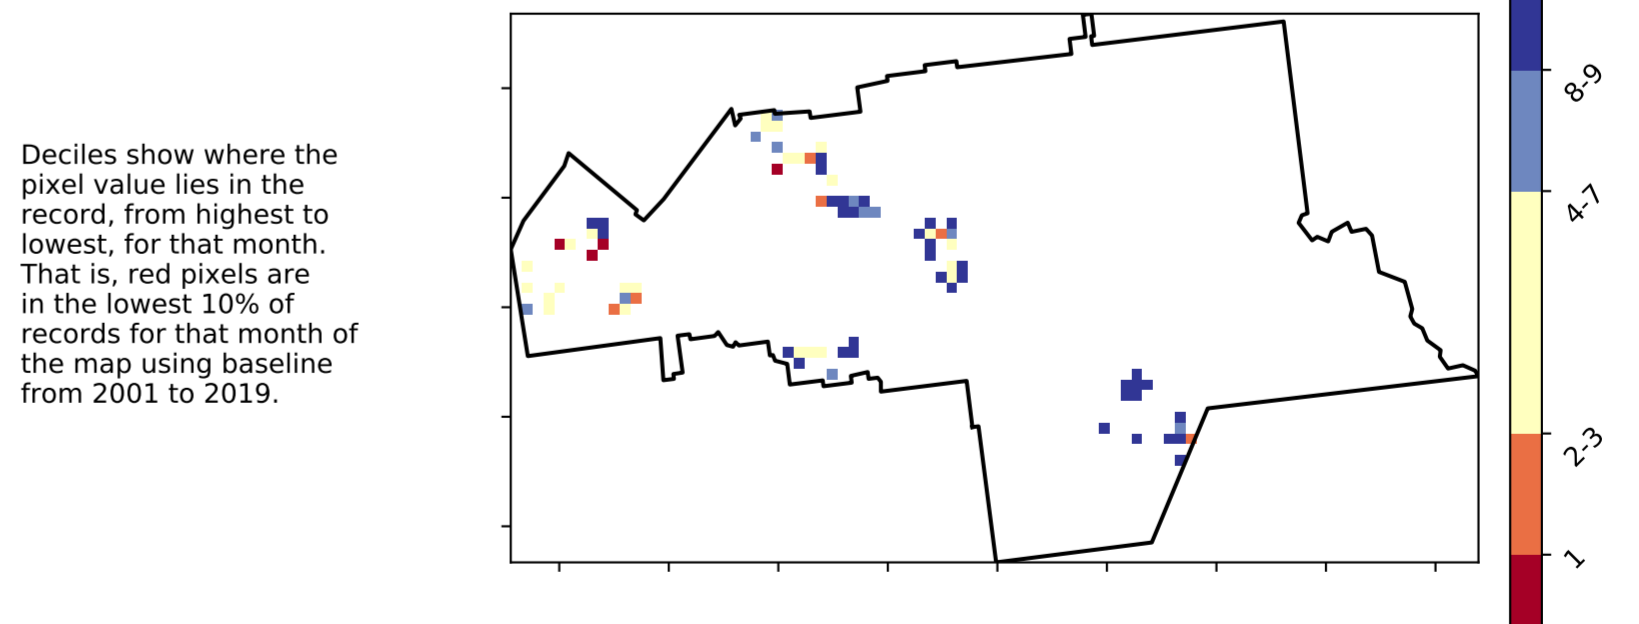 Deciles show where the
pixel value lies in the
record, from highest to
lowest, for that month.
That is, red pixels are
in the lowest 10% of
records for that month of
the map using baseline
from 2001 to 2019.
8-9
4-7
2-3
1